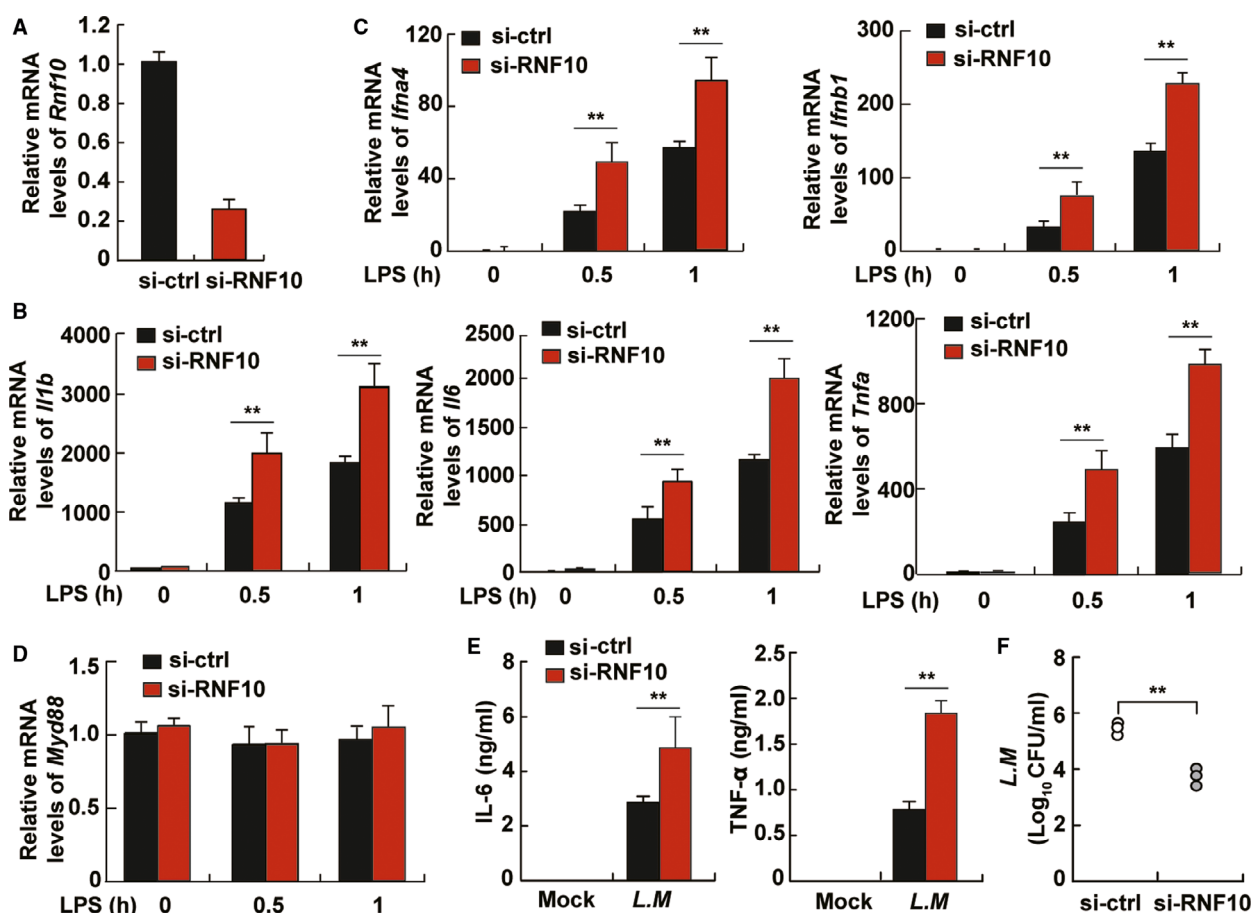 A
Relative mRNA
levels of Rnf10
1.2
1.0
0.8
0.6
0.4
0.2
0
si-ctrl si-RNF10
C
Relative mRNA
levels of Ifna4
120
80
40
0
si-ctrl
si-RNF10
**
**
LPS (h) 0 0.5 1
Relative mRNA
levels of Ifnb1
300
200
100
0
si-ctrl
si-RNF10
**
**
0 0.5 1
B
Relative mRNA
levels of Il1b
4000
3000
2000
1000
0
si-ctrl
si-RNF10
**
**
LPS (h) 0 0.5 1
Relative mRNA
levels of Il6
2500
2000
1500
1000
500
0
si-ctrl
si-RNF10
**
**
LPS (h) 0 0.5 1
Relative mRNA
levels of Tnfa
1200
800
400
0
si-ctrl
si-RNF10
**
**
LPS (h) 0 0.5 1
D
Relative mRNA
levels of Myd88
1.5
1.0
0.5
0
si-ctrl
si-RNF10
LPS (h) 0 0.5 1
E
IL-6 (ng/ml)
8
6
4
2
0
si-ctrl
si-RNF10
**
Mock L.M
TNF-α (ng/ml)
2.5
2.0
1.5
1.0
0.5
0
**
Mock L.M
F
L.M
(Log10 CFU/ml)
8
6
4
2
0
**
si-ctrl si-RNF10